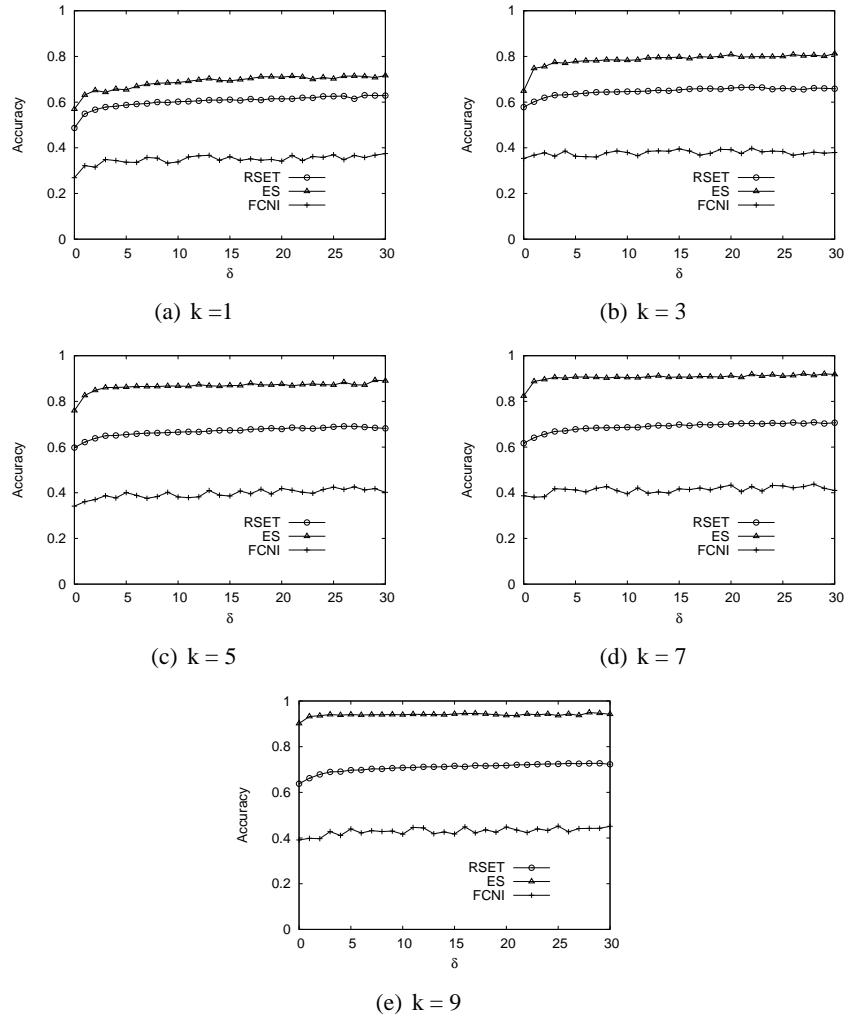 1
0.8
0.6
0.4
0.2
0
Accuracy
RSET
ES
FCNI
0 5 10 15 20 25 30
δ
(a) k =1
1
0.8
0.6
0.4
0.2
0
Accuracy
RSET
ES
FCNI
0 5 10 15 20 25 30
δ
(b) k = 3
1
0.8
0.6
0.4
0.2
0
Accuracy
RSET
ES
FCNI
0 5 10 15 20 25 30
δ
(c) k = 5
1
0.8
0.6
0.4
0.2
0
Accuracy
RSET
ES
FCNI
0 5 10 15 20 25 30
δ
(d) k = 7
1
0.8
0.6
0.4
0.2
0
Accuracy
RSET
ES
FCNI
0 5 10 15 20 25 30
δ
(e) k = 9